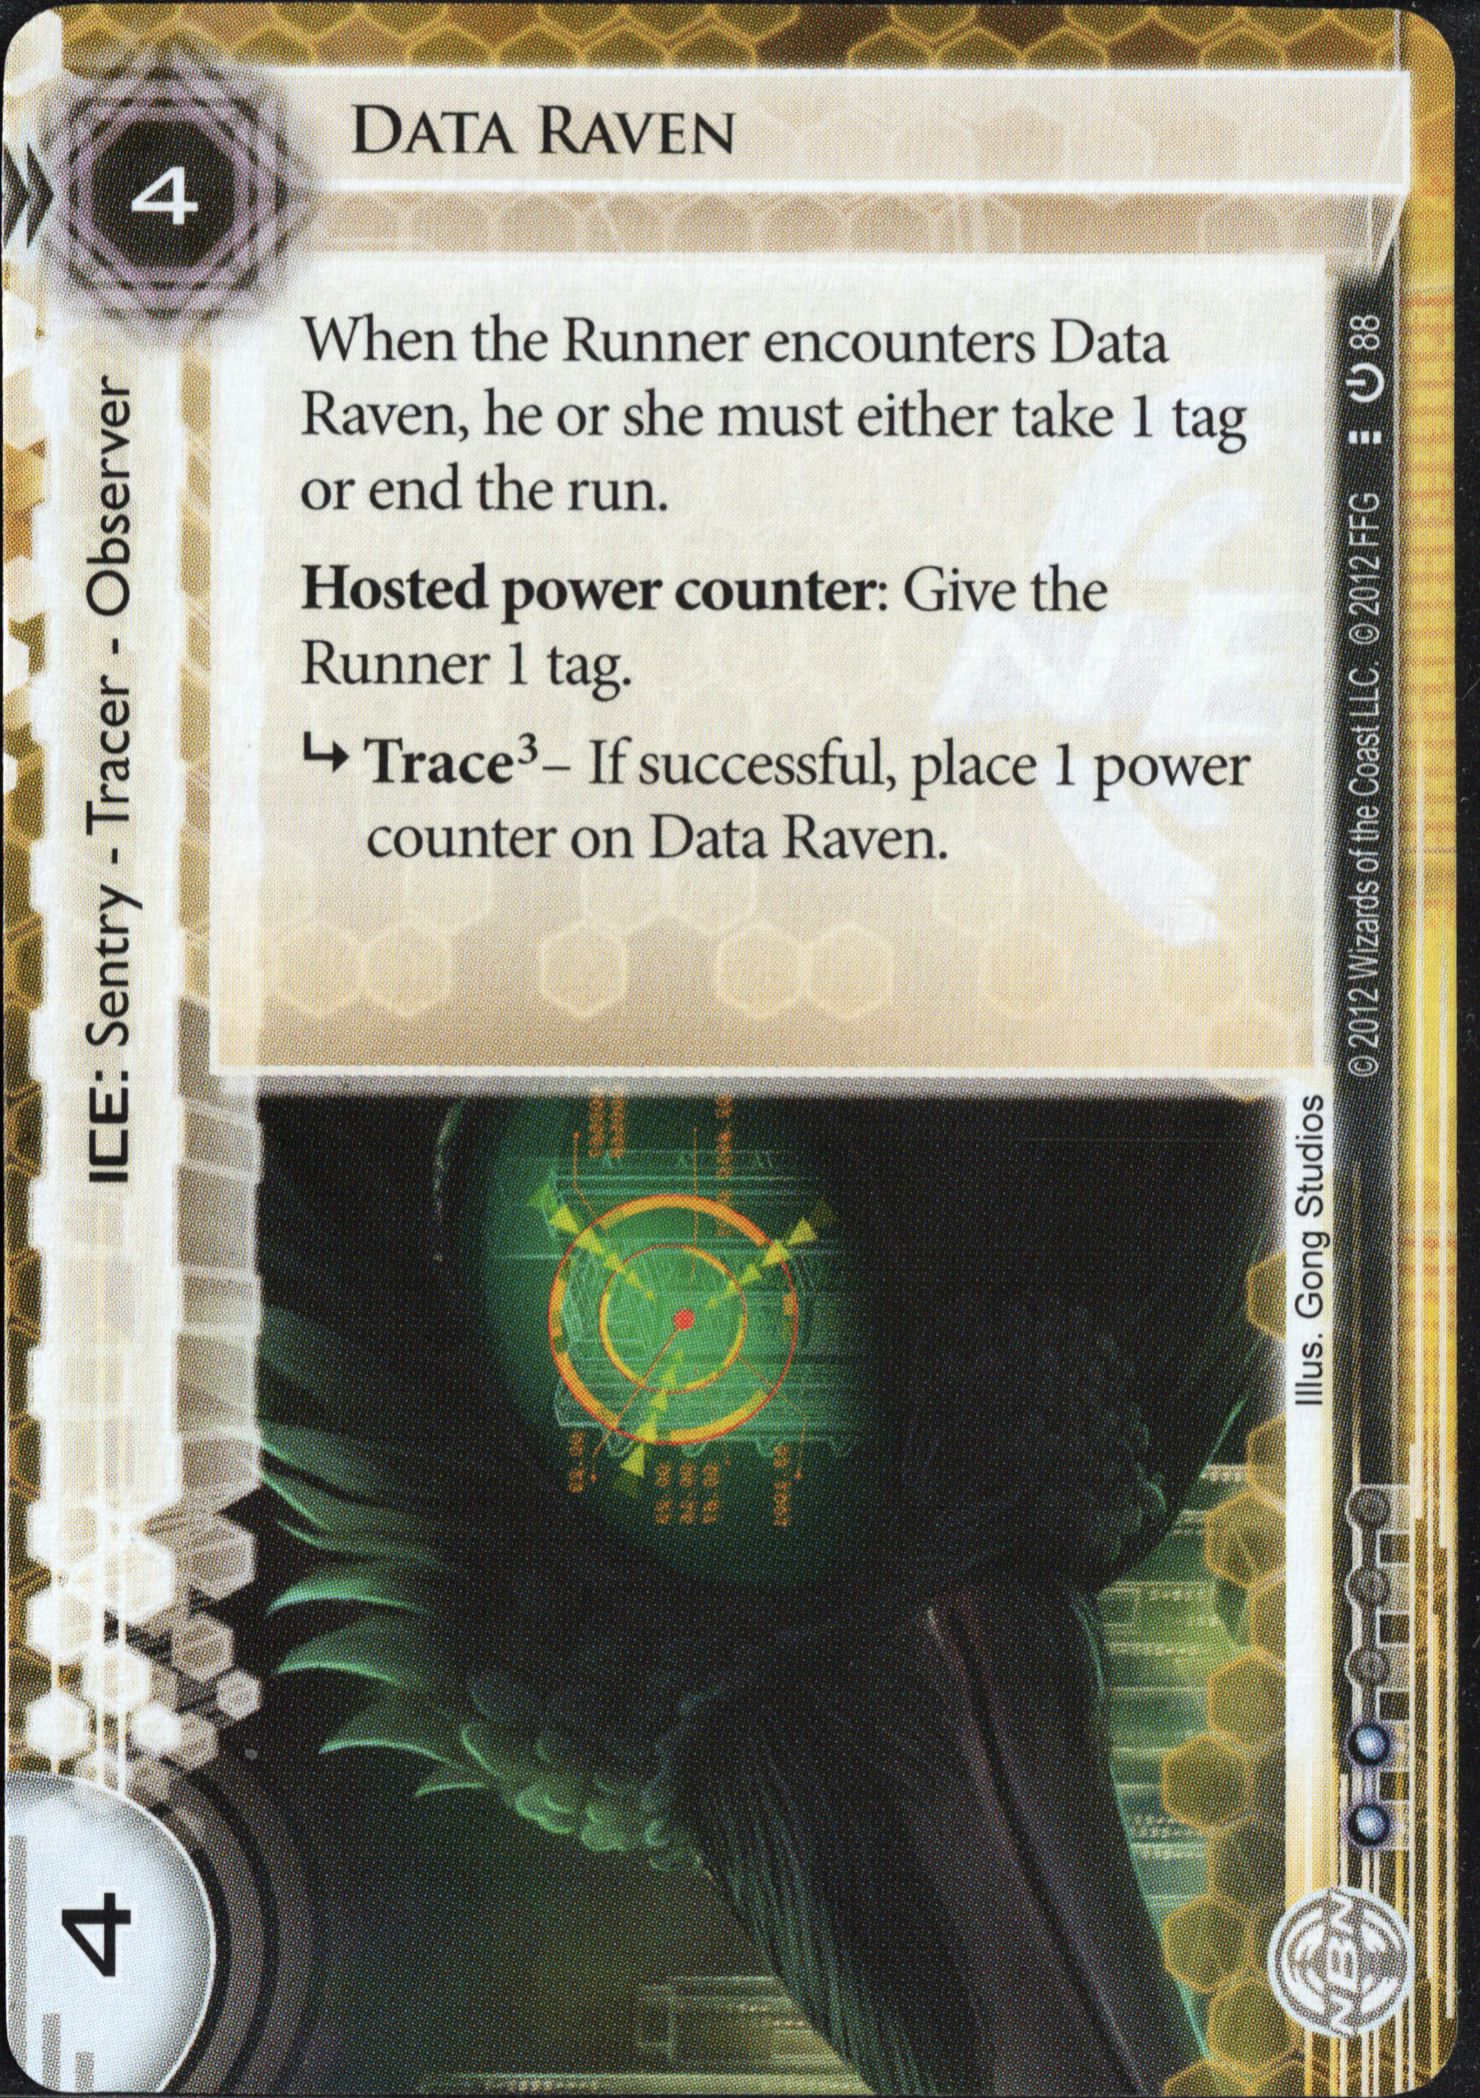 4
DATA RAVEN
When the Runner encounters Data
Raven, he or she must either take 1 tag
or end the run.
Hosted power counter: Give the
Runner 1 tag.
Trace³– If successful, place 1 power
counter on Data Raven.
ICE: Sentry - Tracer - Observer
4
Illus. Gong Studios
© 2012 Wizards of the Coast LLC. © 2012 FFG
88
NBN